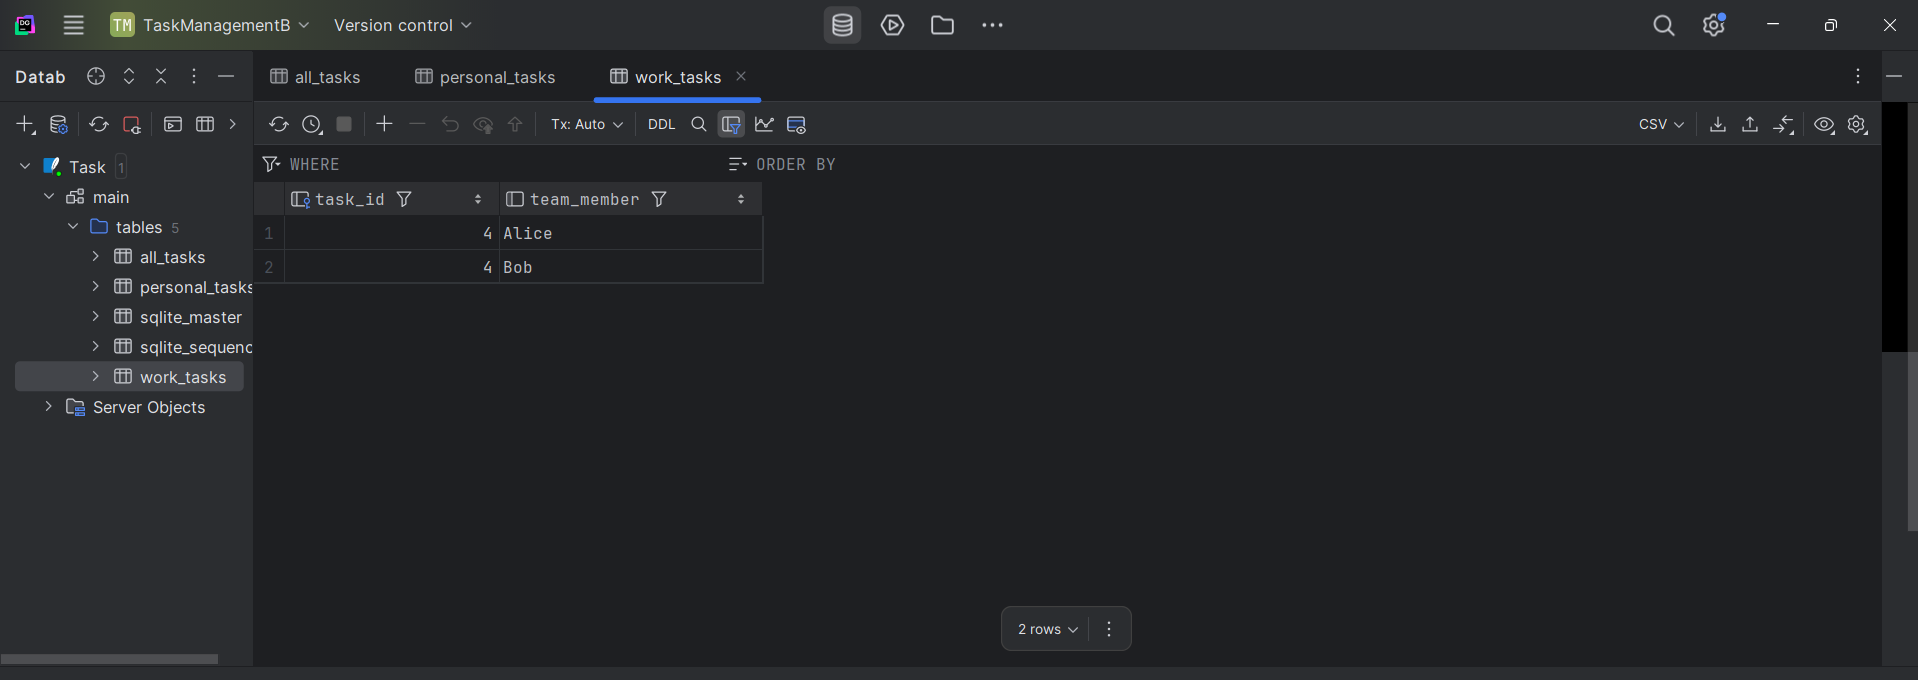 TM TaskManagementB Version control
Datab
all_tasks personal_tasks work_tasks
Tx: Auto DDL CSV
WHERE ORDER BY
task_id team_member
1 4 Alice
2 4 Bob
Task 1
main
tables 5
all_tasks
personal_tasks
sqlite_master
sqlite_sequenc
work_tasks
Server Objects
2 rows